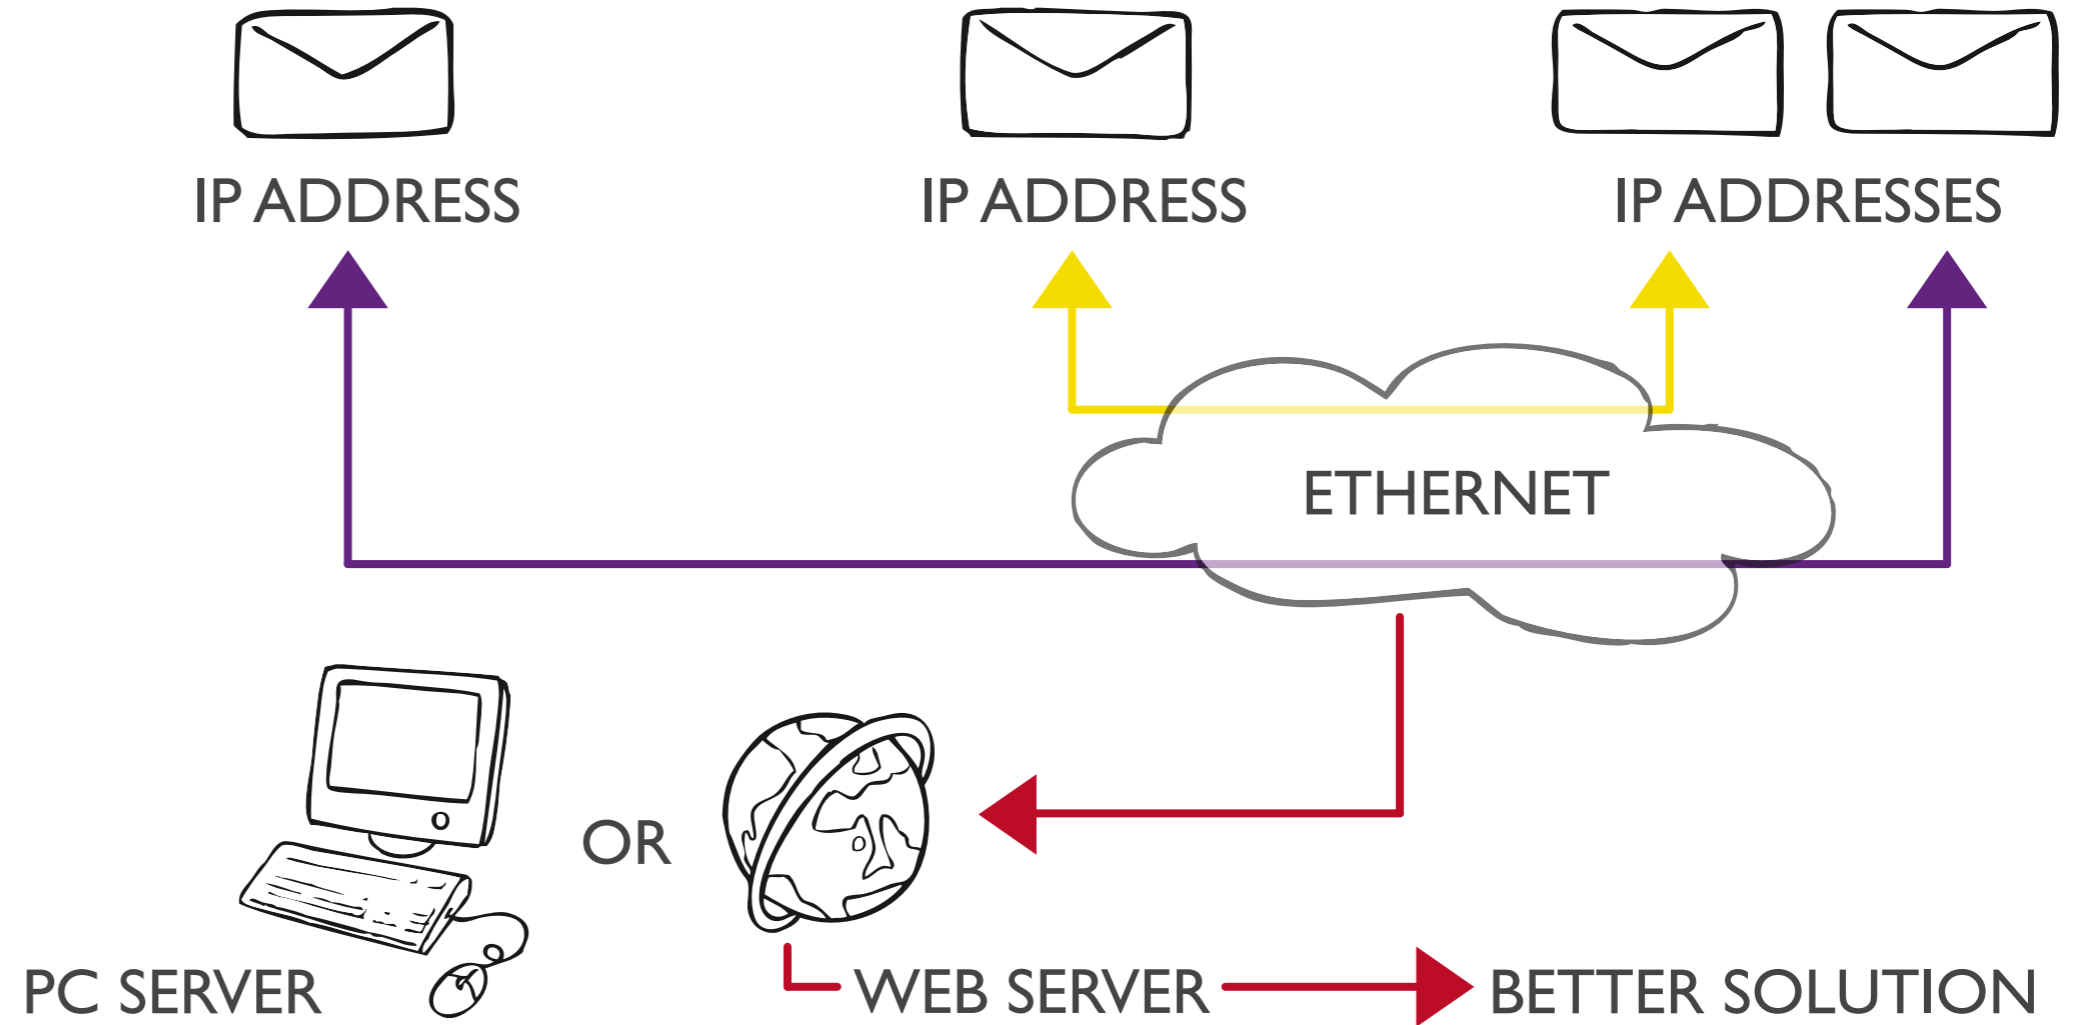 IP ADDRESS
IP ADDRESS
IP ADDRESSES
ETHERNET
OR
PC SERVER
WEB SERVER
BETTER SOLUTION